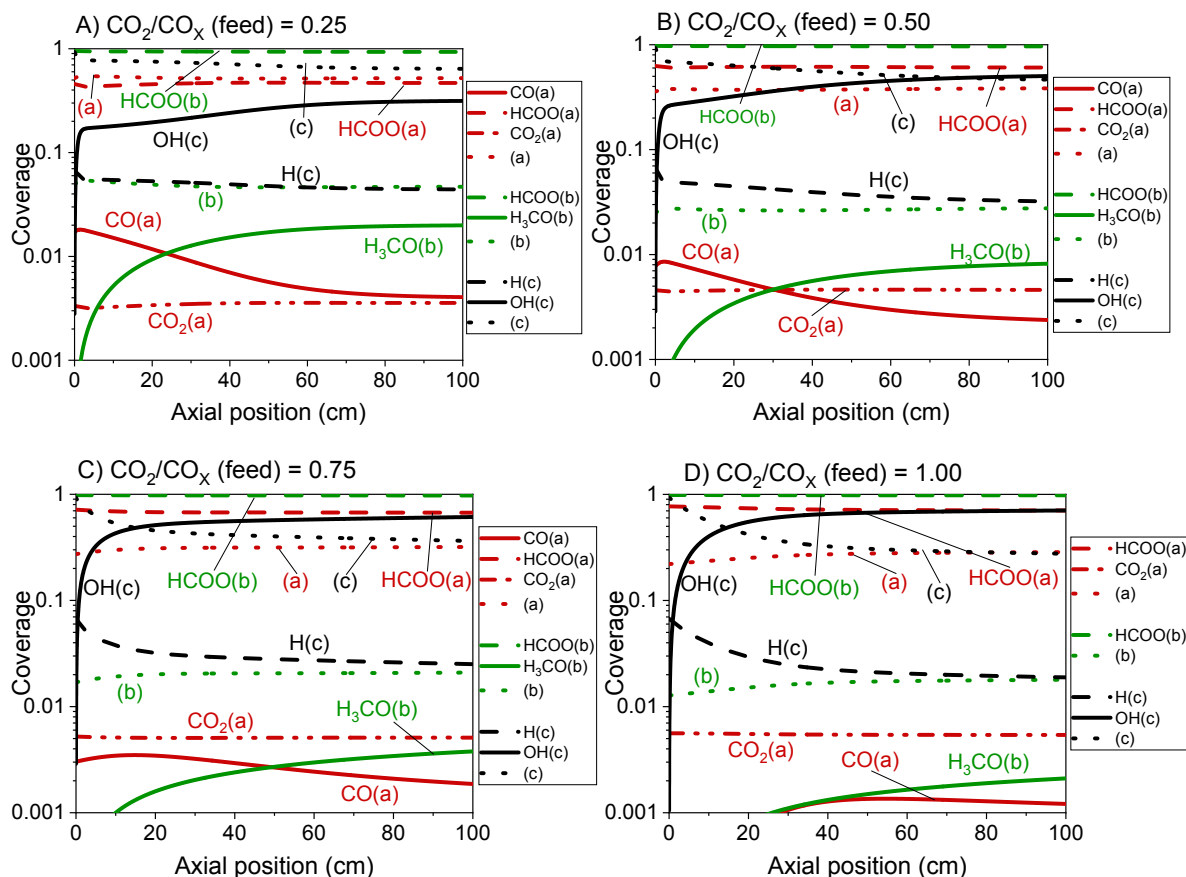 A) CO₂/COₓ (feed) = 0.25
1
0.1
0.01
0.001
Coverage
0 20 40 60 80 100
Axial position (cm)
(a)
HCOO(b)
OH(c)
(c)
HCOO(a)
H(c)
(b)
CO(a)
H₃CO(b)
CO₂(a)
CO(a)
HCOO(a)
CO₂(a)
(a)
HCOO(b)
H₃CO(b)
(b)
H(c)
OH(c)
(c)
B) CO₂/COₓ (feed) = 0.50
1
0.1
0.01
0.001
Coverage
0 20 40 60 80 100
Axial position (cm)
HCOO(b)
(a)
(c)
HCOO(a)
OH(c)
H(c)
(b)
CO(a)
H₃CO(b)
CO₂(a)
CO(a)
HCOO(a)
CO₂(a)
(a)
HCOO(b)
H₃CO(b)
(b)
H(c)
OH(c)
(c)
C) CO₂/COₓ (feed) = 0.75
1
0.1
0.01
0.001
Coverage
0 20 40 60 80 100
Axial position (cm)
OH(c)
HCOO(b)
(a)
(c)
HCOO(a)
H(c)
(b)
CO₂(a)
H₃CO(b)
CO(a)
CO(a)
HCOO(a)
CO₂(a)
(a)
HCOO(b)
H₃CO(b)
(b)
H(c)
OH(c)
(c)
D) CO₂/COₓ (feed) = 1.00
1
0.1
0.01
0.001
Coverage
0 20 40 60 80 100
Axial position (cm)
OH(c)
HCOO(b)
(a)
(c)
HCOO(a)
H(c)
(b)
CO₂(a)
CO(a)
H₃CO(b)
HCOO(a)
CO₂(a)
(a)
HCOO(b)
(b)
H(c)
OH(c)
(c)